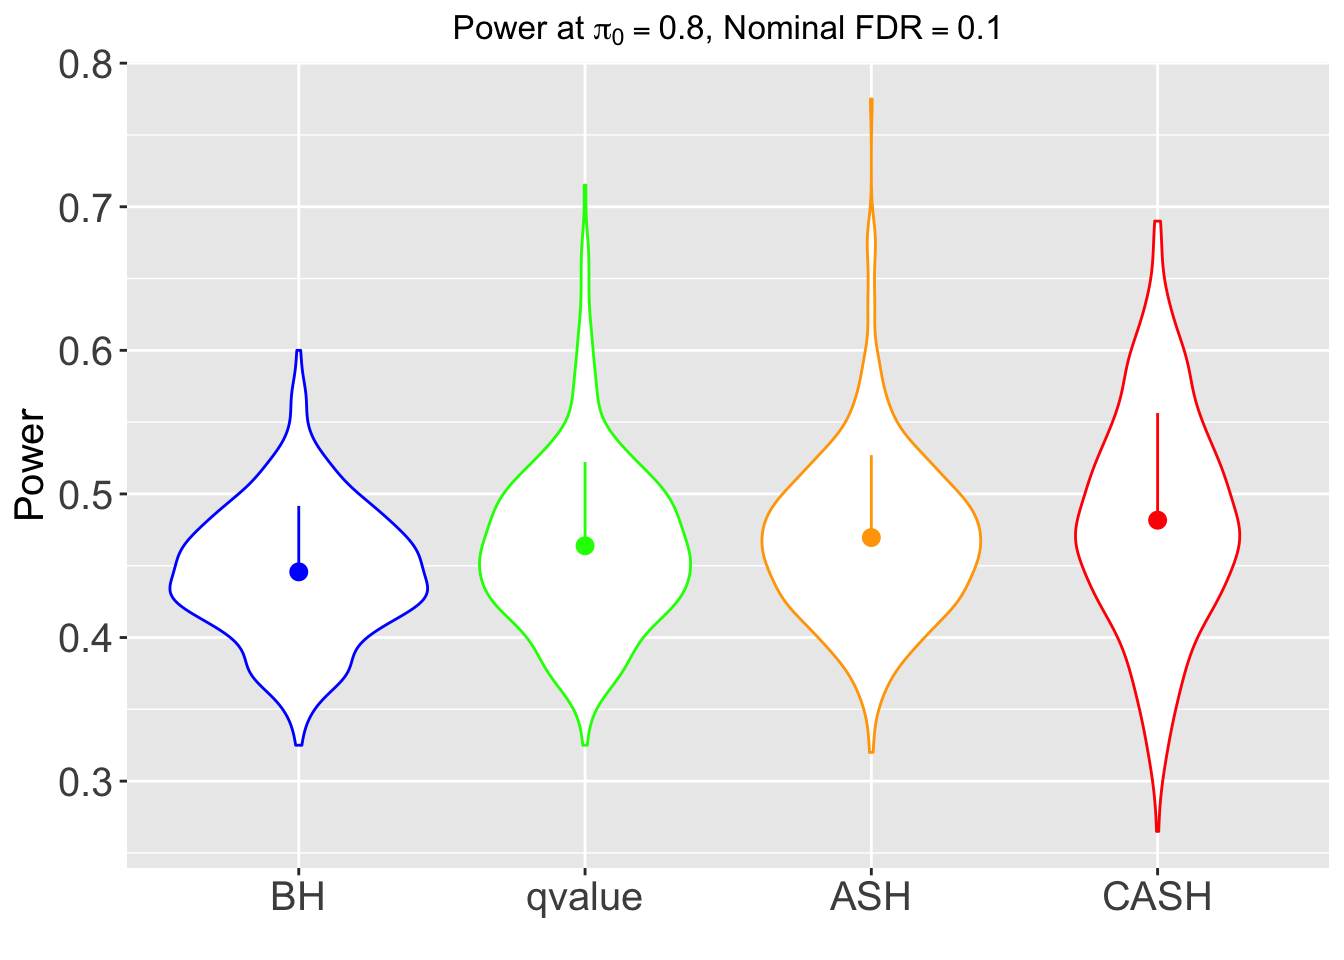 Power at π₀ = 0.8, Nominal FDR = 0.1
0.8
0.7
0.6
0.5
0.4
0.3
Power
BH qvalue ASH CASH